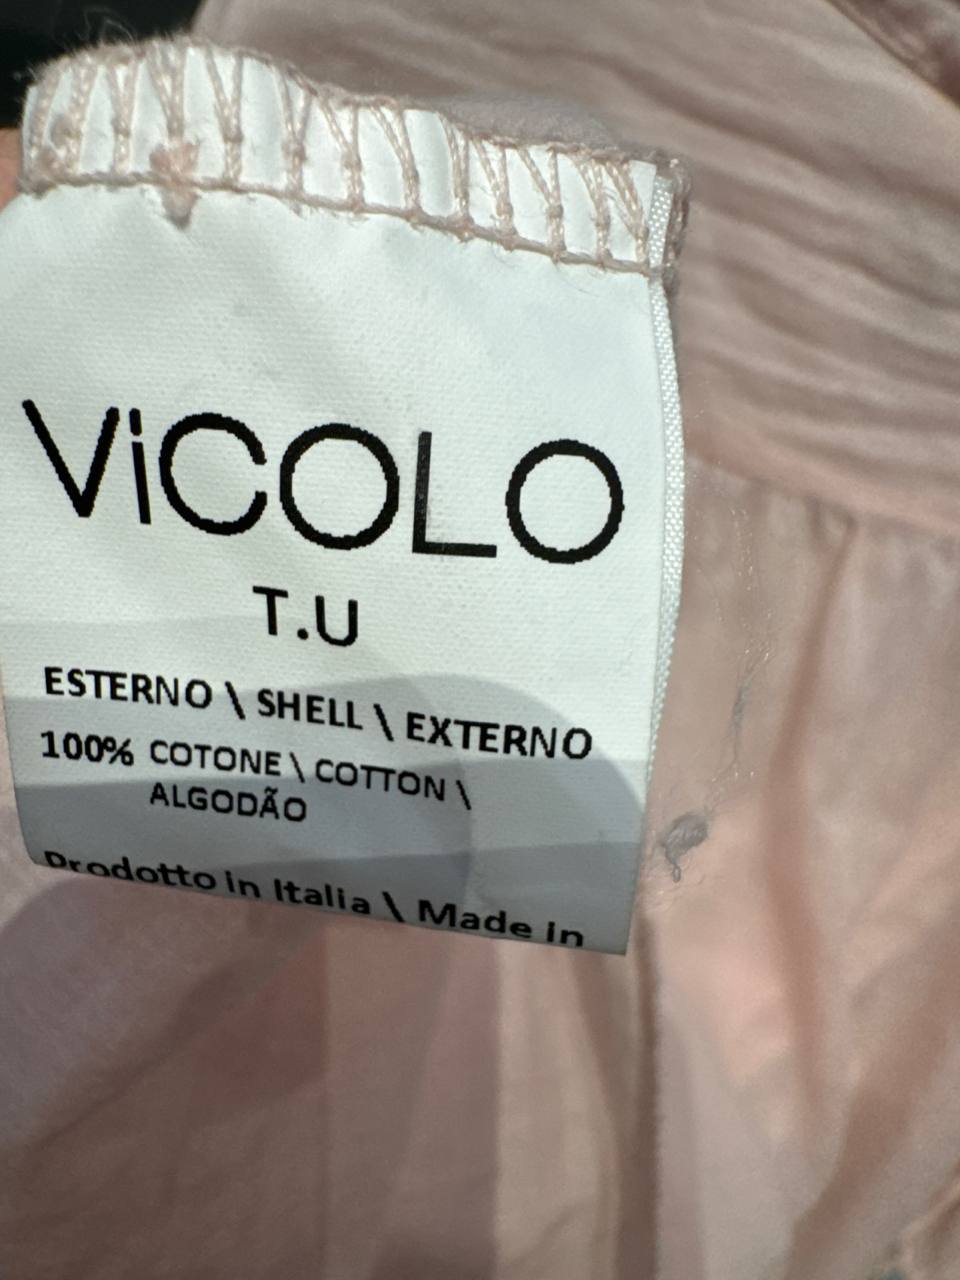 ViCOLO
T.U
ESTERNO \ SHELL \ EXTERNO
100% COTONE \ COTTON \
ALGODÃO
Prodotto in Italia \ Made in